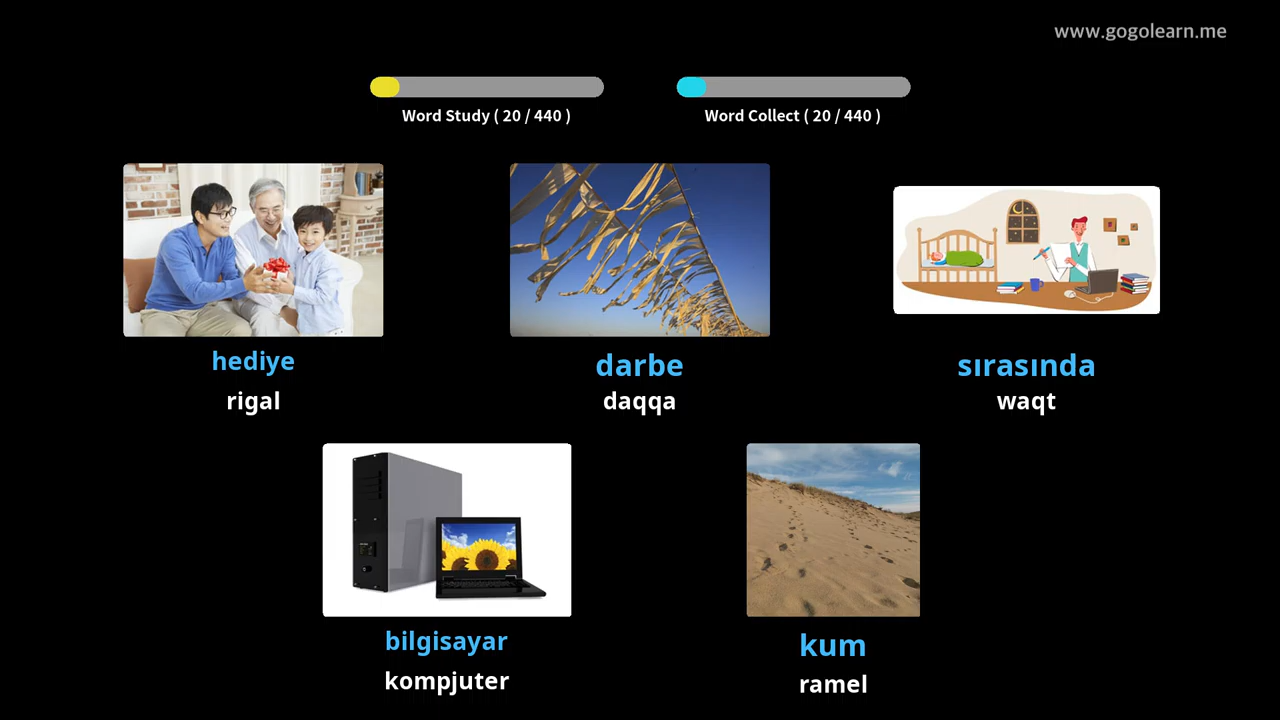 www.gogolearn.me
Word Study ( 20 / 440 )
Word Collect ( 20 / 440 )
hediye
rigal
darbe
daqqa
sırasında
waqt
bilgisayar
kompjuter
kum
ramel